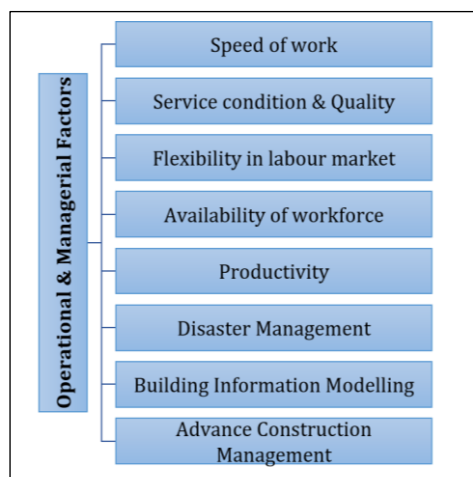 Operational & Managerial Factors
Speed of work
Service condition & Quality
Flexibility in labour market
Availability of workforce
Productivity
Disaster Management
Building Information Modelling
Advance Construction
Management